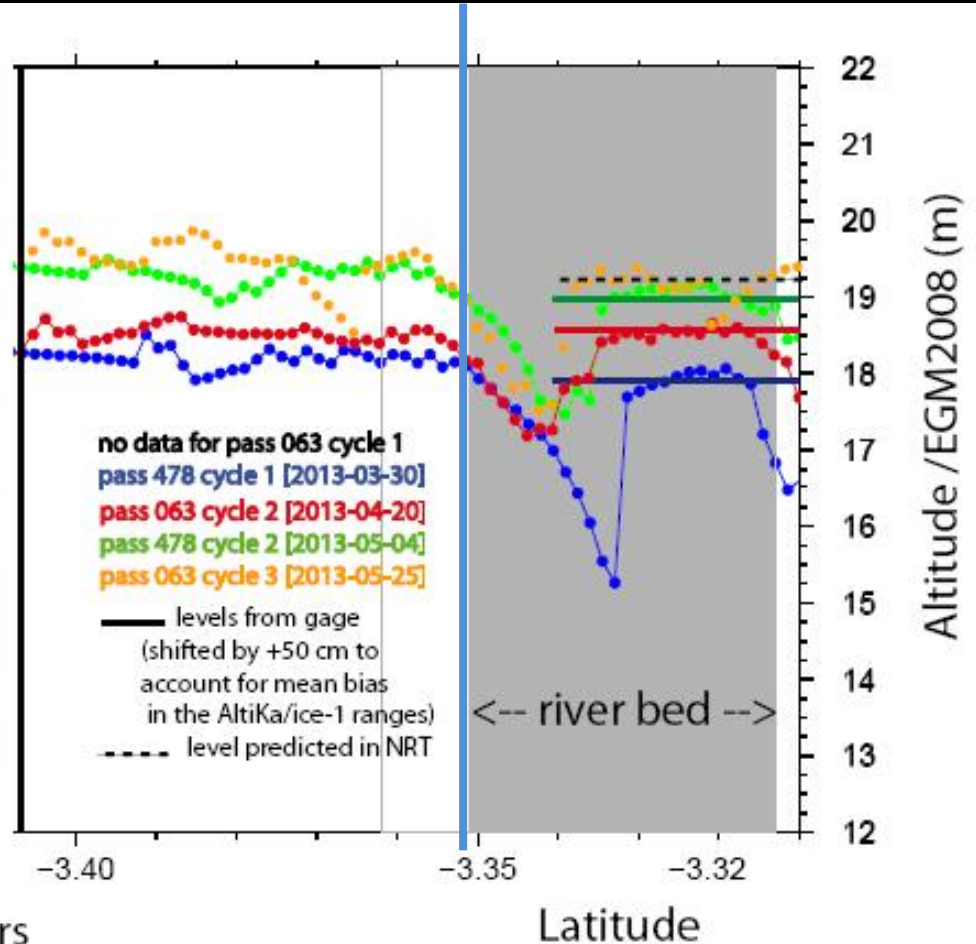 22
21
20
19
18
17
16
15
14
13
12
Altitude /EGM2008 (m)
no data for pass 063 cycle 1
pass 478 cycle 1 [2013-03-30]
pass 063 cycle 2 [2013-04-20]
pass 478 cycle 2 [2013-05-04]
pass 063 cycle 3 [2013-05-25]
levels from gage
(shifted by +50 cm to
account for mean bias
in the AltiKa/ice-1 ranges)
level predicted in NRT
<-- river bed -->
−3.40 −3.35 −3.32
Latitude
rs